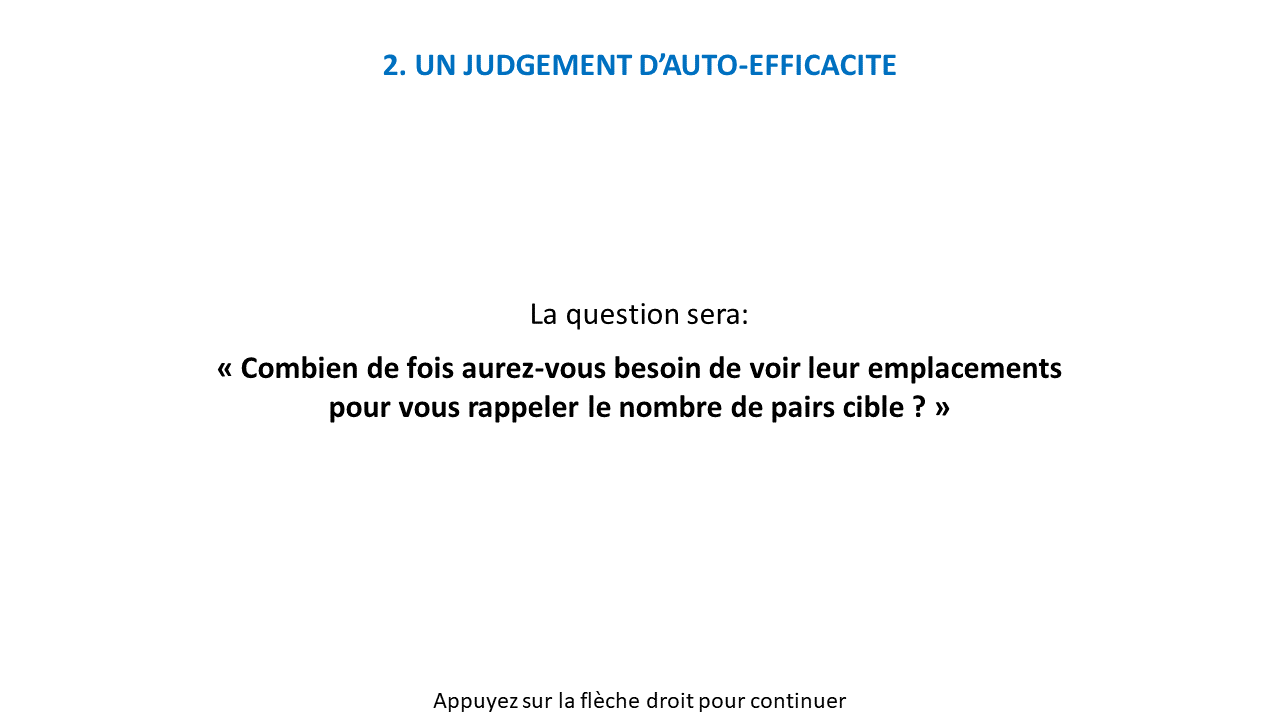 2. UN JUDGEMENT D’AUTO-EFFICACITE
La question sera:
« Combien de fois aurez-vous besoin de voir leur emplacements
pour vous rappeler le nombre de pairs cible ? »
Appuyez sur la flèche droit pour continuer